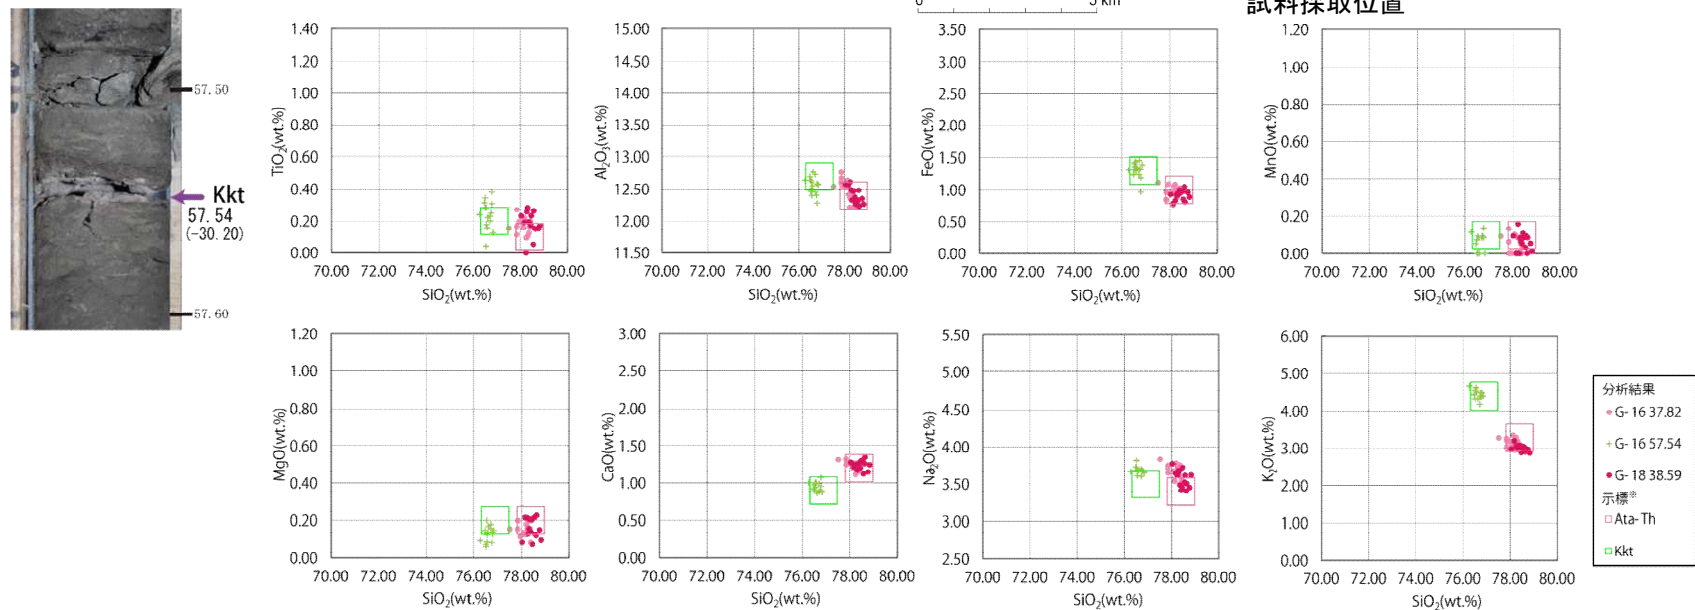 0 5 km
試料採取位置
57.50
Kkt
57.54
(-30.20)
57.60
TiO2(wt.%)
1.40
1.20
1.00
0.80
0.60
0.40
0.20
0.00
70.00 72.00 74.00 76.00 78.00 80.00
SiO2(wt.%)
Al2O3(wt.%)
15.00
14.50
14.00
13.50
13.00
12.50
12.00
11.50
70.00 72.00 74.00 76.00 78.00 80.00
SiO2(wt.%)
FeO(wt.%)
3.50
3.00
2.50
2.00
1.50
1.00
0.50
0.00
70.00 72.00 74.00 76.00 78.00 80.00
SiO2(wt.%)
MnO(wt.%)
1.20
1.00
0.80
0.60
0.40
0.20
0.00
70.00 72.00 74.00 76.00 78.00 80.00
SiO2(wt.%)
MgO(wt.%)
1.20
1.00
0.80
0.60
0.40
0.20
0.00
70.00 72.00 74.00 76.00 78.00 80.00
SiO2(wt.%)
CaO(wt.%)
3.00
2.50
2.00
1.50
1.00
0.50
0.00
70.00 72.00 74.00 76.00 78.00 80.00
SiO2(wt.%)
Na2O(wt.%)
5.50
5.00
4.50
4.00
3.50
3.00
2.50
70.00 72.00 74.00 76.00 78.00 80.00
SiO2(wt.%)
K2O(wt.%)
6.00
5.00
4.00
3.00
2.00
1.00
0.00
70.00 72.00 74.00 76.00 78.00 80.00
SiO2(wt.%)
分析結果
G-16 37.82
G-16 57.54
G-18 38.59
示標※
Ata-Th
Kkt